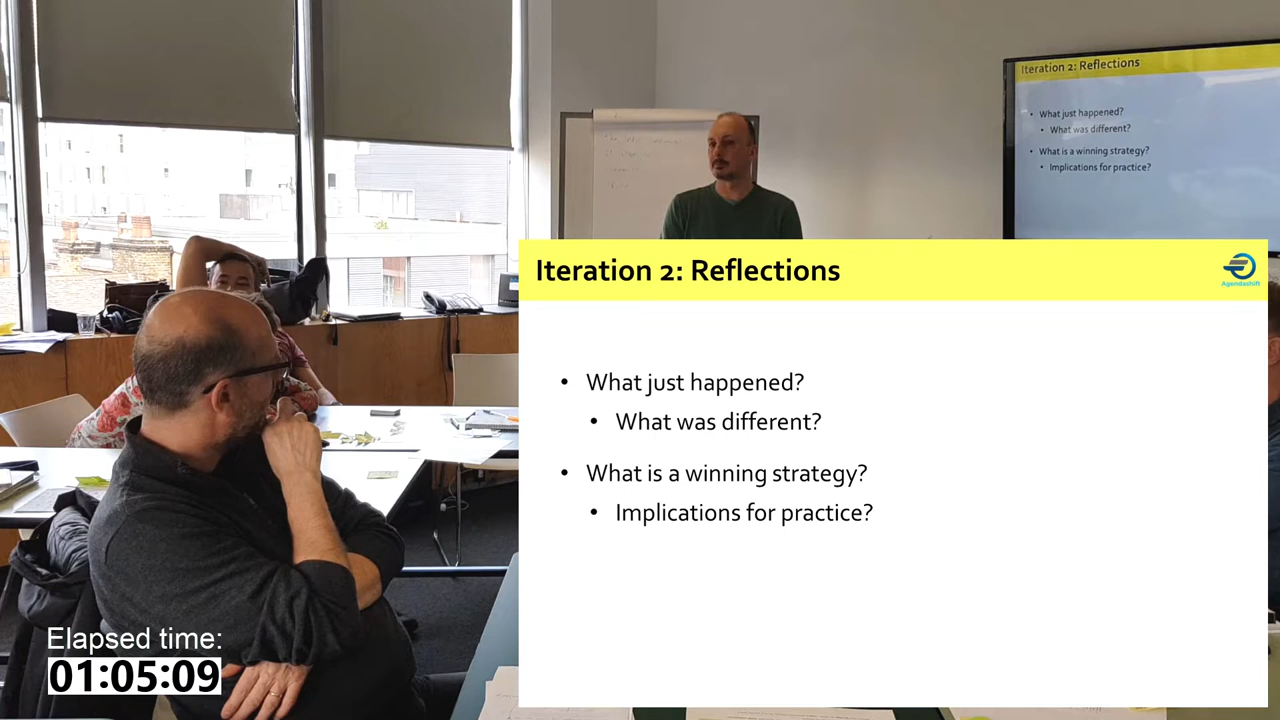 Iteration 2: Reflections
• What just happened?
• What was different?
• What is a winning strategy?
• Implications for practice?
Iteration 2: Reflections
Agendashift
• What just happened?
• What was different?
• What is a winning strategy?
• Implications for practice?
Elapsed time:
01:05:09